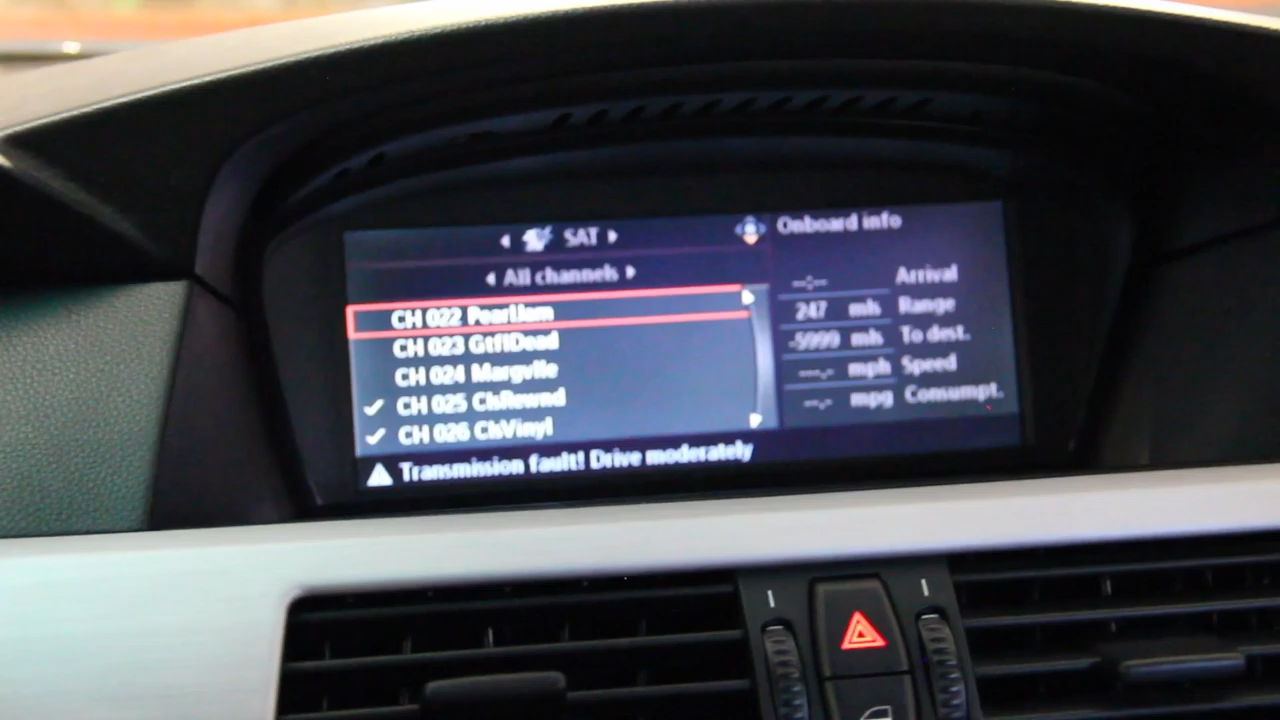 SAT
Onboard info
All channels
CH 022 PearlJam
CH 023 GtflDead
CH 024 Margvlle
CH 025 ClsRewnd
CH 026 ClsVinyl
--:-- Arrival
247 mls Range
-5999 mls To dest.
---.- mph Speed
--.- mpg Consumpt.
Transmission fault! Drive moderately